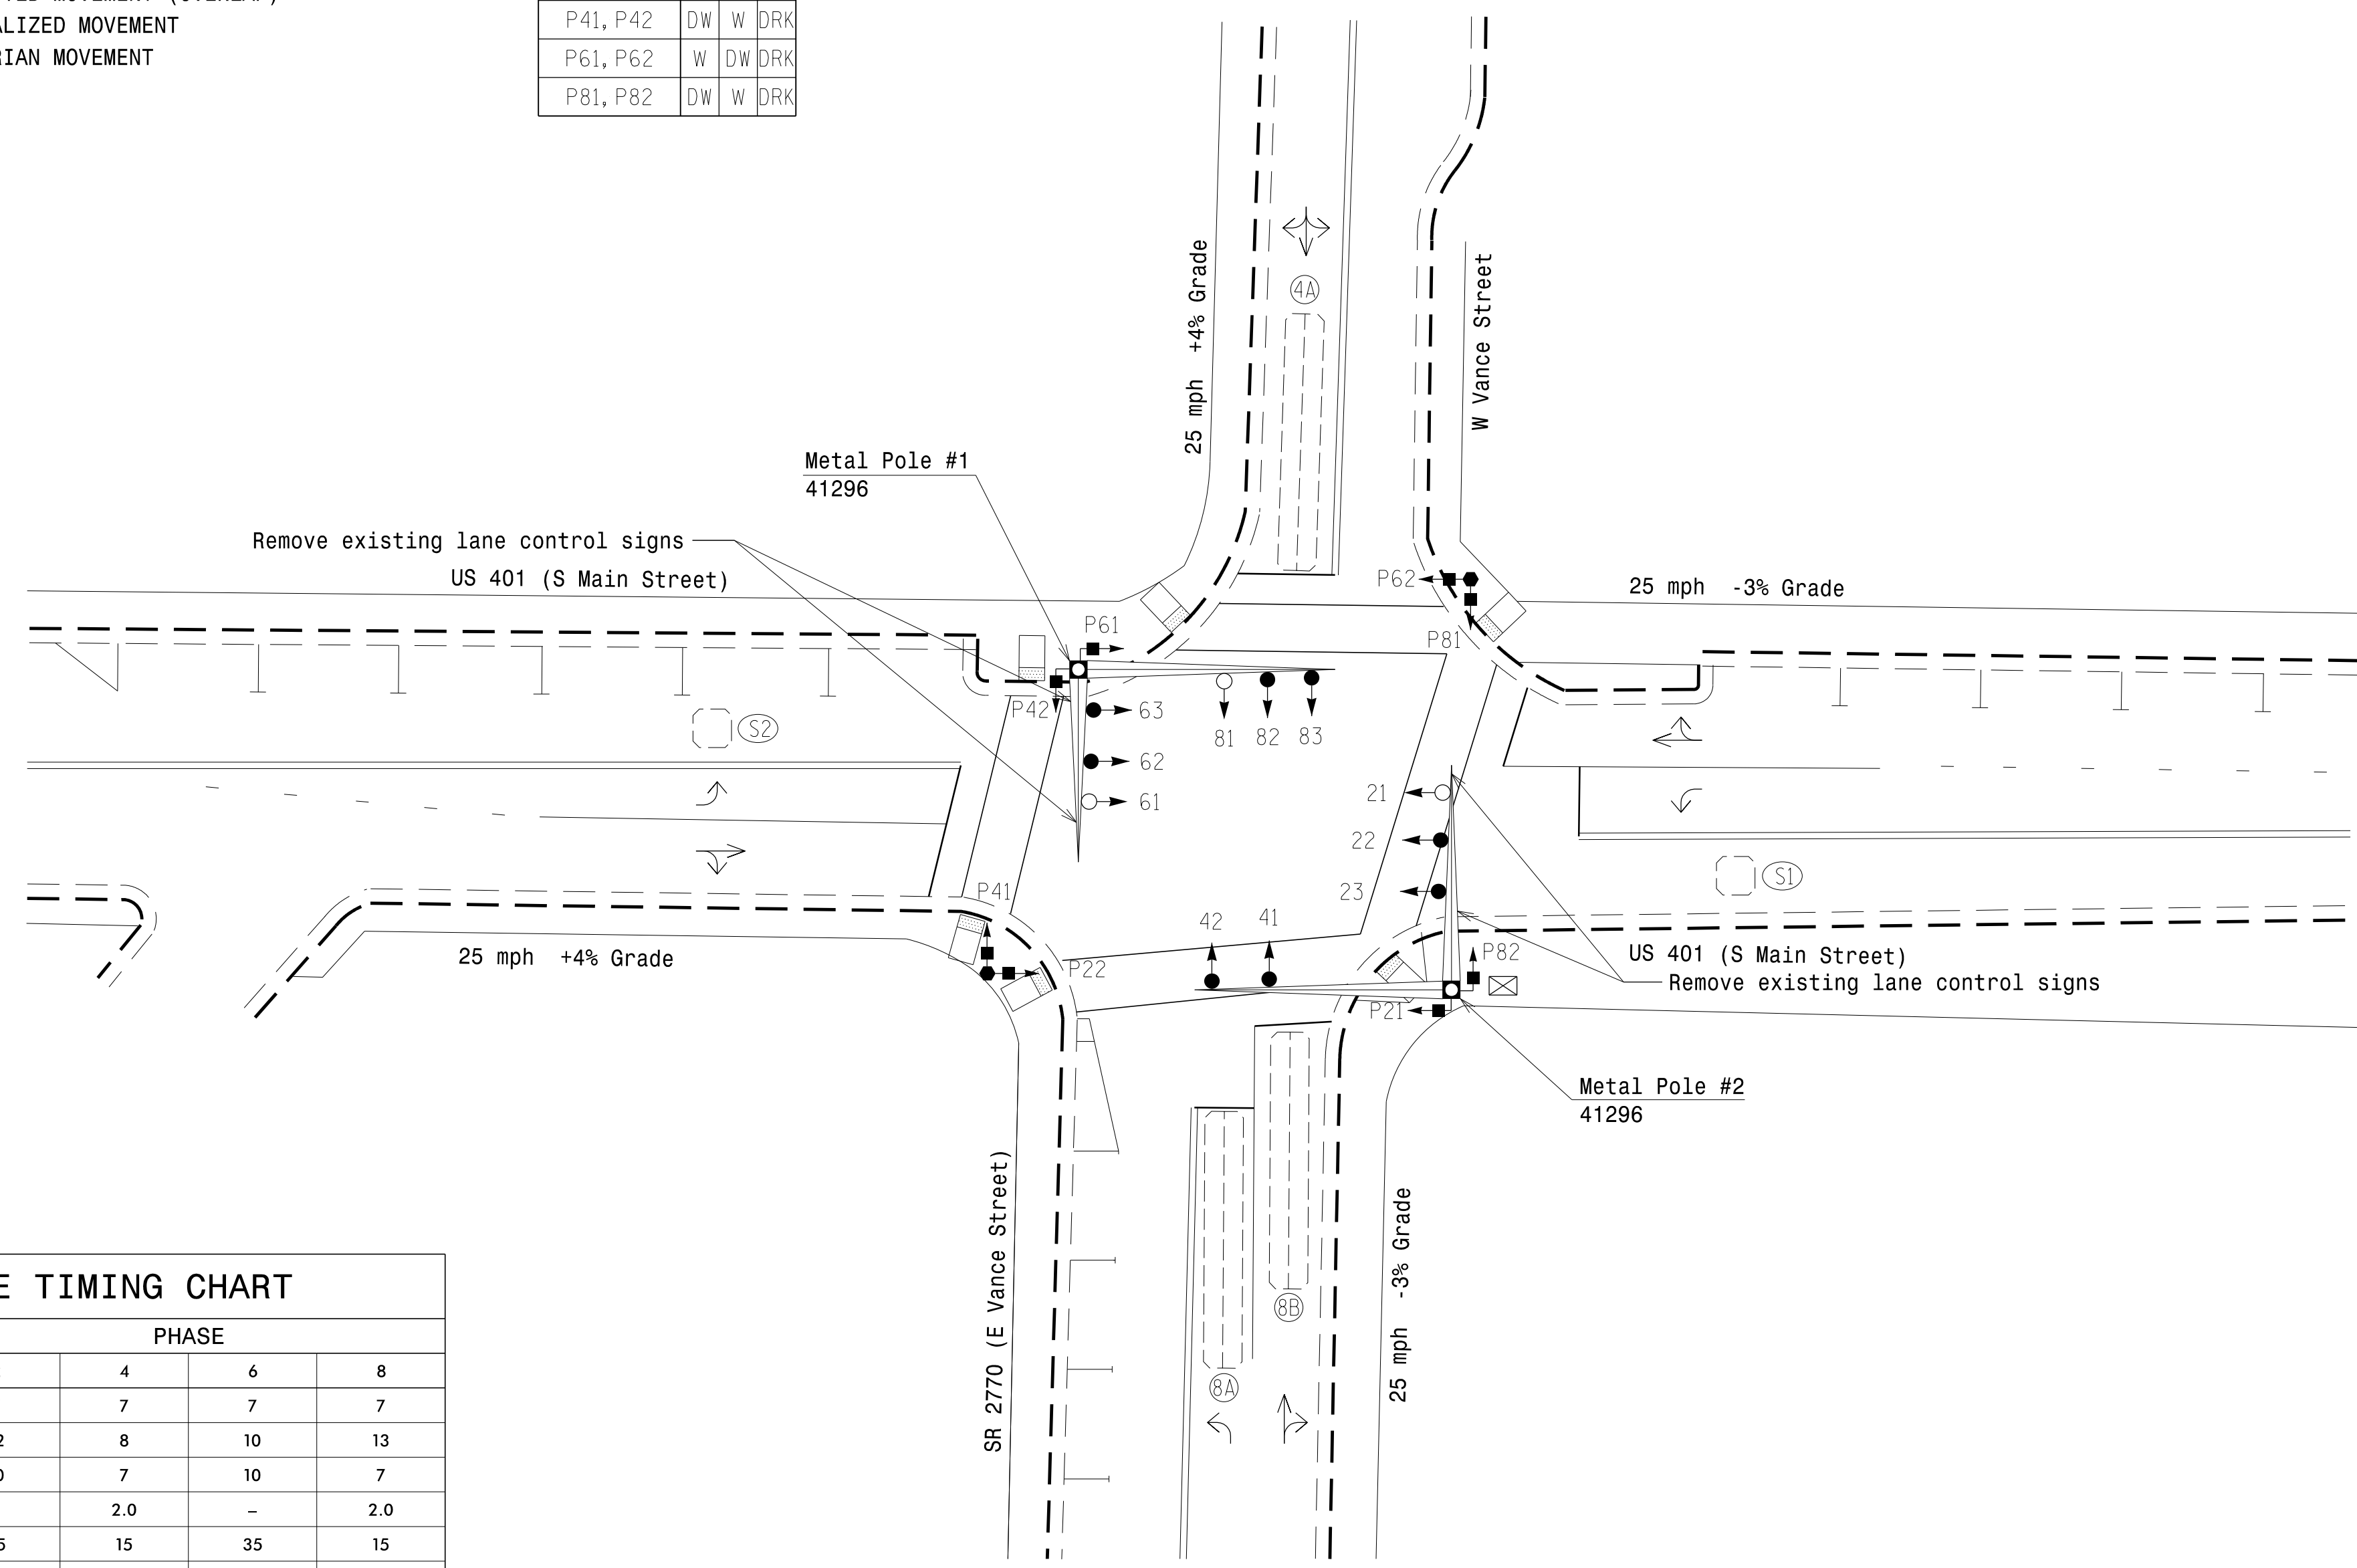 ALIZED MOVEMENT
RIAN MOVEMENT
P41, P42 DW W DRK
P61, P62 W DW DRK
P81, P82 DW W DRK
25 mph +4% Grade
4A
W Vance Street
Metal Pole #1
41296
Remove existing lane control signs
US 401 (S Main Street)
25 mph -3% Grade
P62
P61
P81
P42
63
S2
81 82 83
62
61
21
22
23
S1
P41
42 41
25 mph +4% Grade
P22
P82
US 401 (S Main Street)
Remove existing lane control signs
P21
Metal Pole #2
41296
SR 2770 (E Vance Street)
25 mph -3% Grade
8B
8A
E TIMING CHART
PHASE
4 6 8
7 7 7
2 8 10 13
0 7 10 7
2.0 – 2.0
5 15 35 15